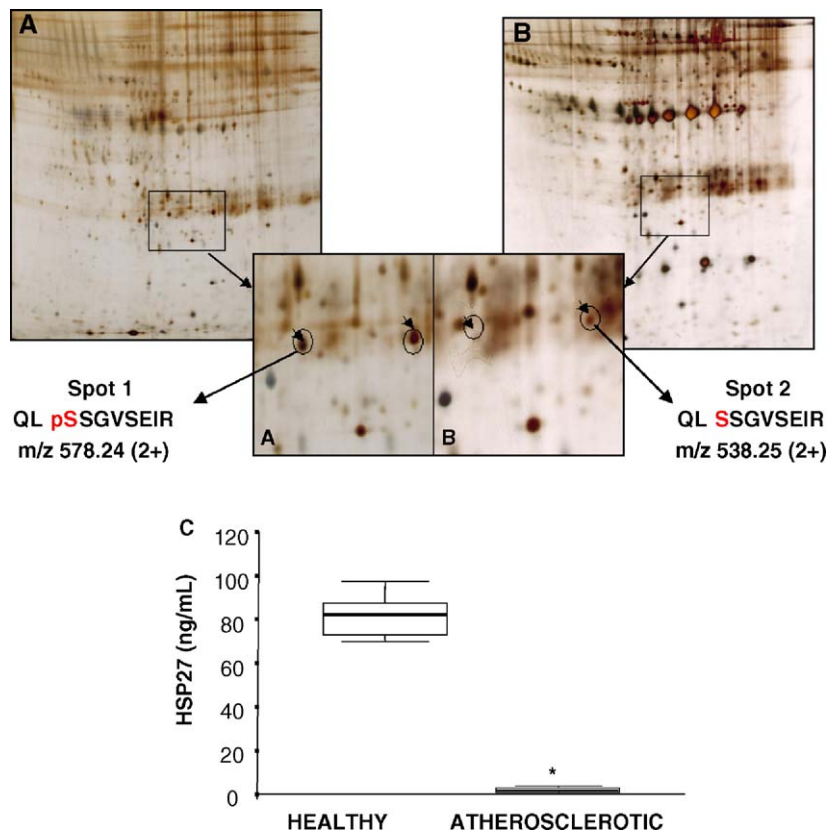 A
B
A
B
Spot 1
QL pSSGVSEIR
m/z 578.24 (2+)
Spot 2
QL SSGVSEIR
m/z 538.25 (2+)
C
HSP27 (ng/mL)
120
100
80
60
40
20
0
*
HEALTHY
ATHEROSCLEROTIC